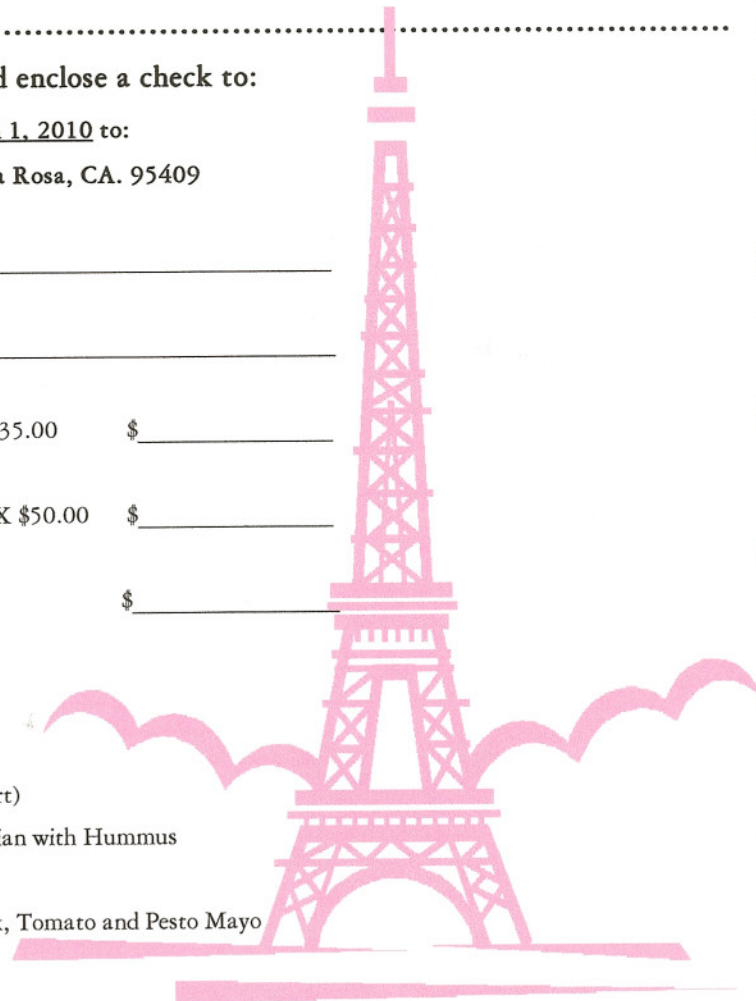 enclose a check to:
1, 2010 to:
Rosa, CA. 95409
35.00 $
X $50.00 $
$
with Hummus
, Tomato and Pesto Mayo